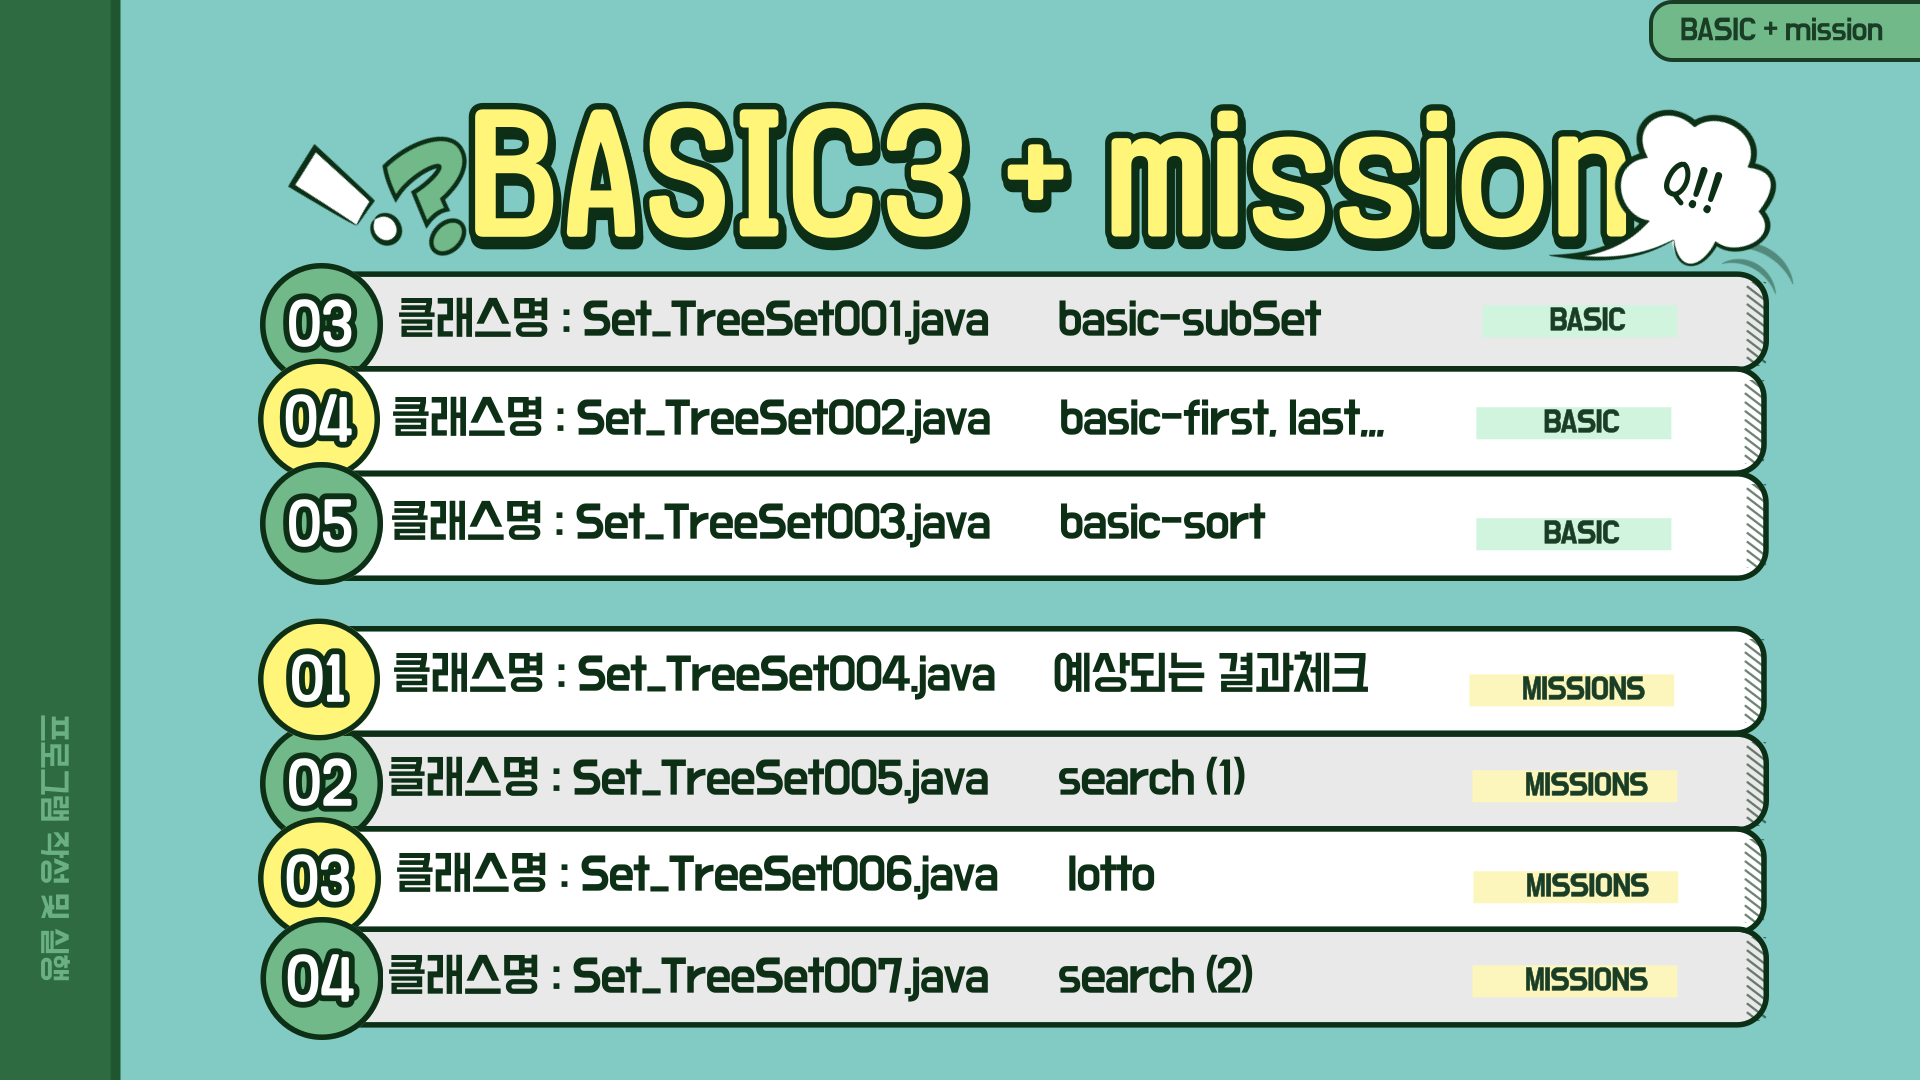 BASIC + mission
BASIC3 + mission
Q!!
03 클래스명 : Set_TreeSet001.java basic-subSet BASIC
04 클래스명 : Set_TreeSet002.java basic-first, last,,, BASIC
05 클래스명 : Set_TreeSet003.java basic-sort BASIC
01 클래스명 : Set_TreeSet004.java 예상되는 결과체크 MISSIONS
02 클래스명 : Set_TreeSet005.java search (1) MISSIONS
03 클래스명 : Set_TreeSet006.java lotto MISSIONS
04 클래스명 : Set_TreeSet007.java search (2) MISSIONS
프로그램 작성 및 실행